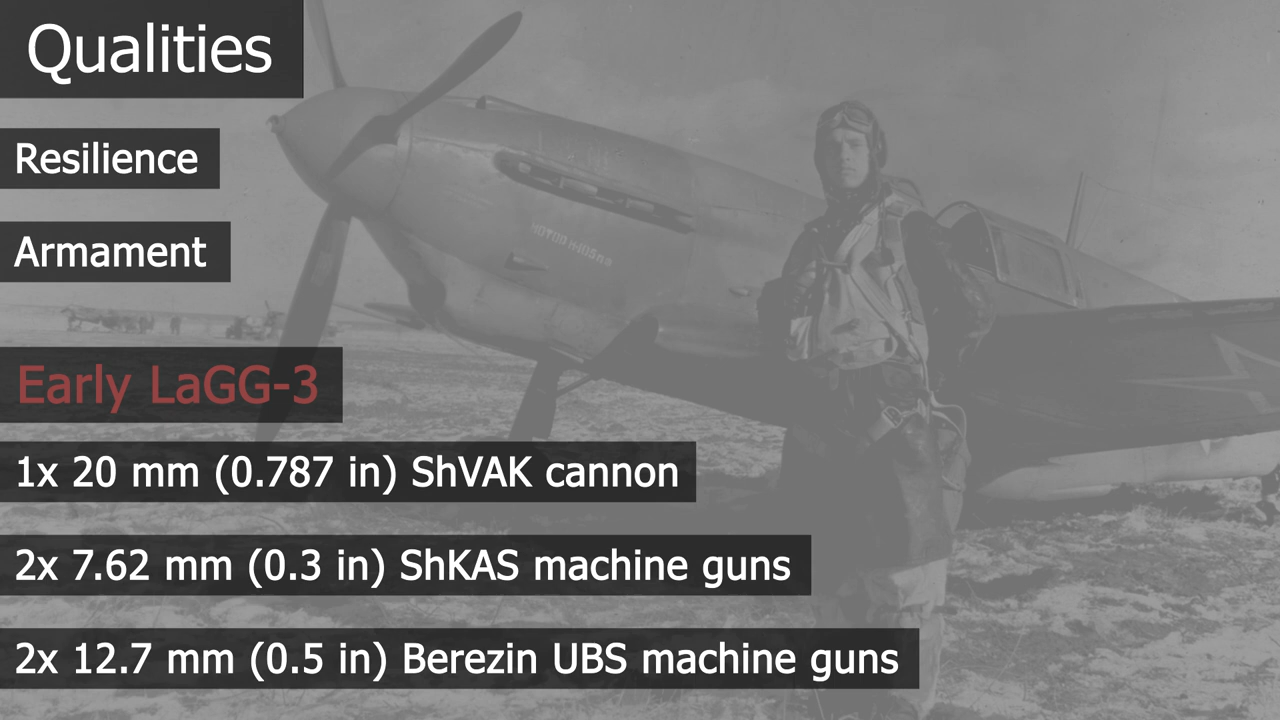 Qualities
Resilience
Armament
Early LaGG-3
1x 20 mm (0.787 in) ShVAK cannon
2x 7.62 mm (0.3 in) ShKAS machine guns
2x 12.7 mm (0.5 in) Berezin UBS machine guns